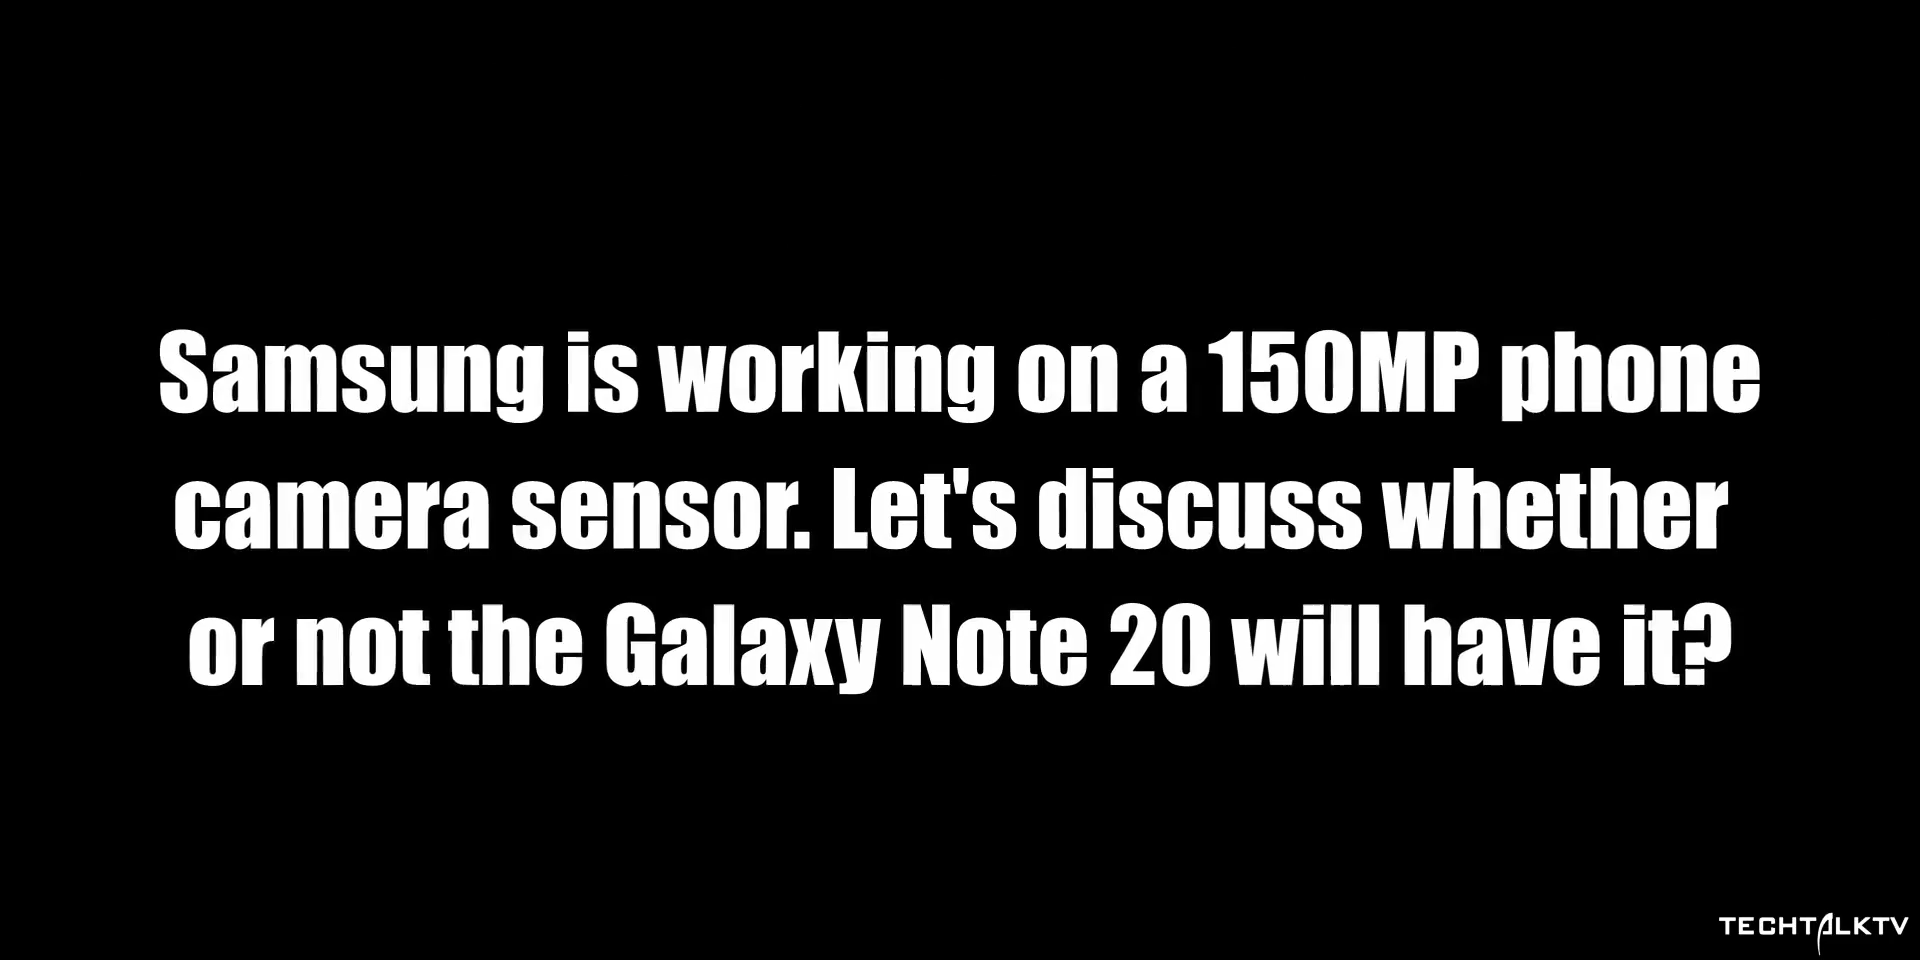 Samsung is working on a 150MP phone
camera sensor. Let's discuss whether
or not the Galaxy Note 20 will have it?
TECHTALKTV